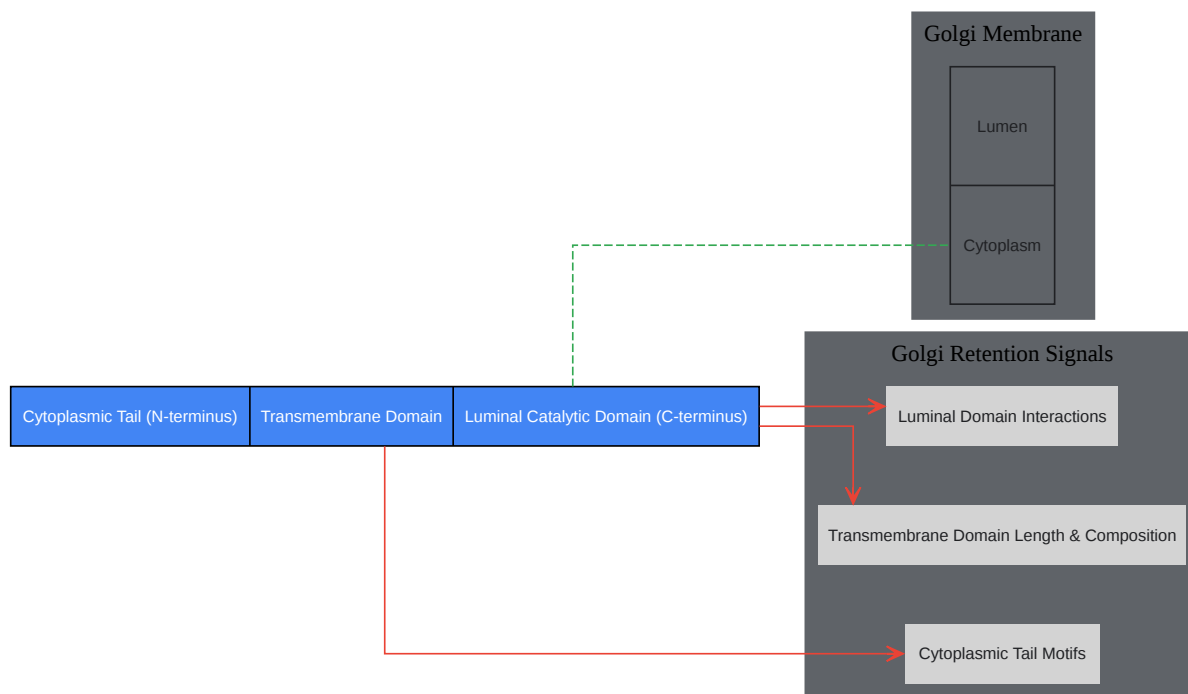 Golgi Membrane
Lumen
Cytoplasm
Golgi Retention Signals
Cytoplasmic Tail (N-terminus)
Transmembrane Domain
Luminal Catalytic Domain (C-terminus)
Luminal Domain Interactions
Transmembrane Domain Length & Composition
Cytoplasmic Tail Motifs